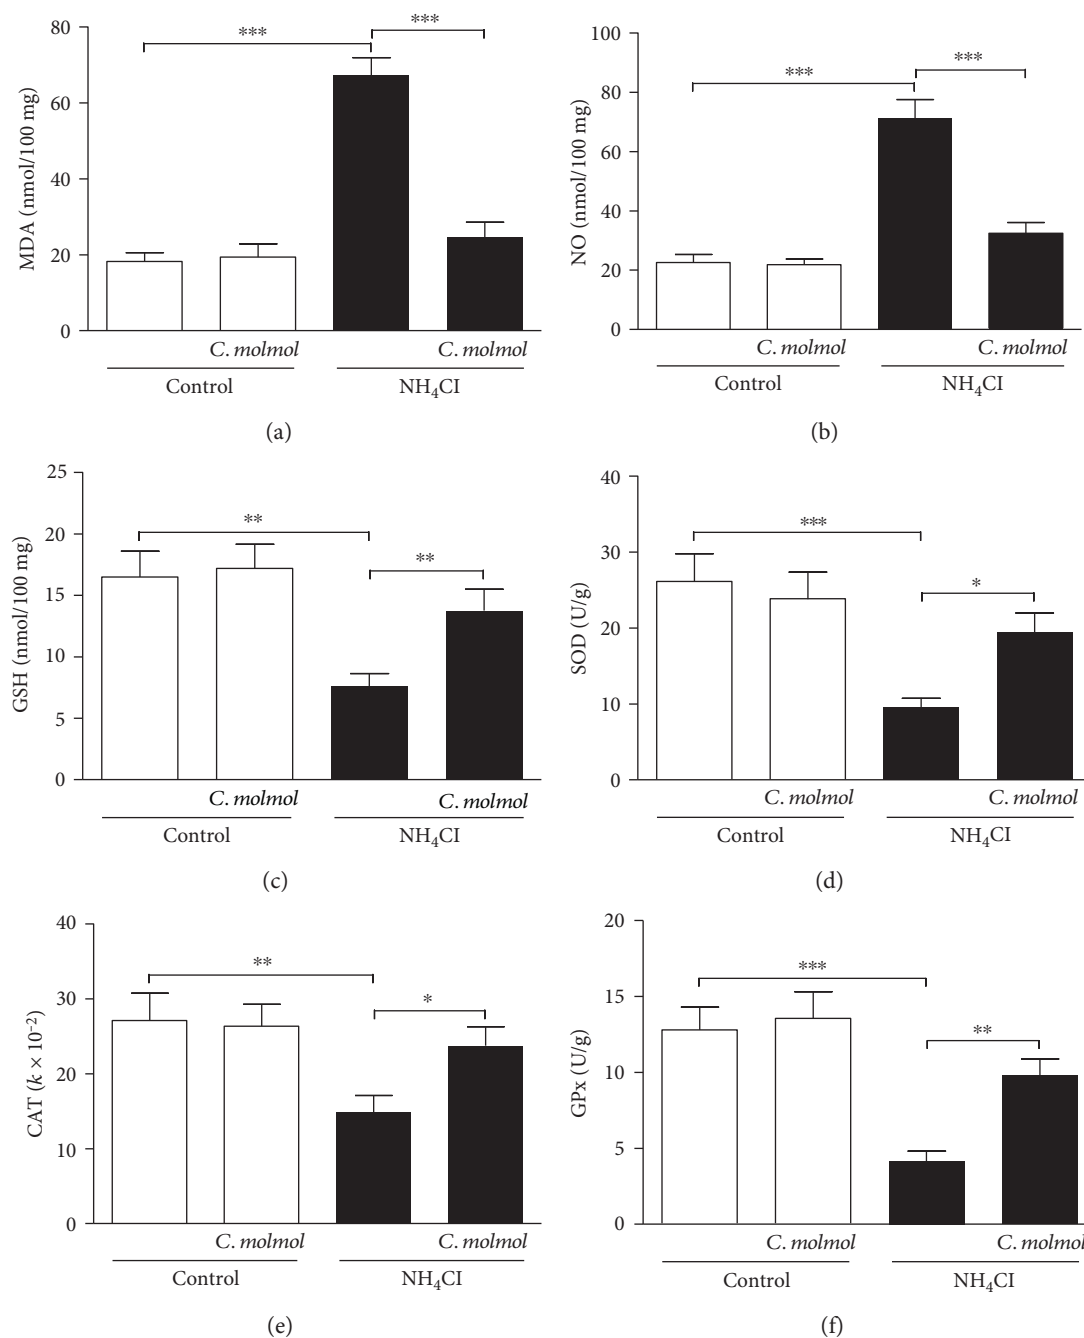 *** ***
80
60
40
20
0
MDA (nmol/100 mg)
C. molmol C. molmol
Control NH₄CI
(a)
100
80
60
40
20
0
NO (nmol/100 mg)
*** ***
C. molmol C. molmol
Control NH₄CI
(b)
25
20
15
10
5
0
GSH (nmol/100 mg)
** **
C. molmol C. molmol
Control NH₄CI
(c)
40
30
20
10
0
SOD (U/g)
*** *
C. molmol C. molmol
Control NH₄CI
(d)
40
30
20
10
0
CAT (k × 10⁻²)
** *
C. molmol C. molmol
Control NH₄CI
(e)
20
15
10
5
0
GPx (U/g)
*** **
C. molmol C. molmol
Control NH₄CI
(f)